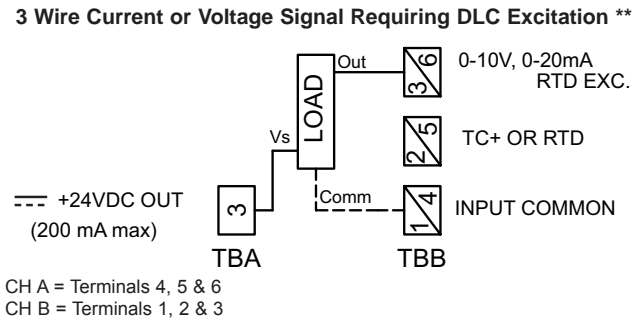 3 Wire Current or Voltage Signal Requiring DLC Excitation **
Out
3/6
0-10V, 0-20mA
RTD EXC.
LOAD
Vs
2/5
TC+ OR RTD
+24VDC OUT
(200 mA max)
3
Comm
1/4
INPUT COMMON
TBA
TBB
CH A = Terminals 4, 5 & 6
CH B = Terminals 1, 2 & 3